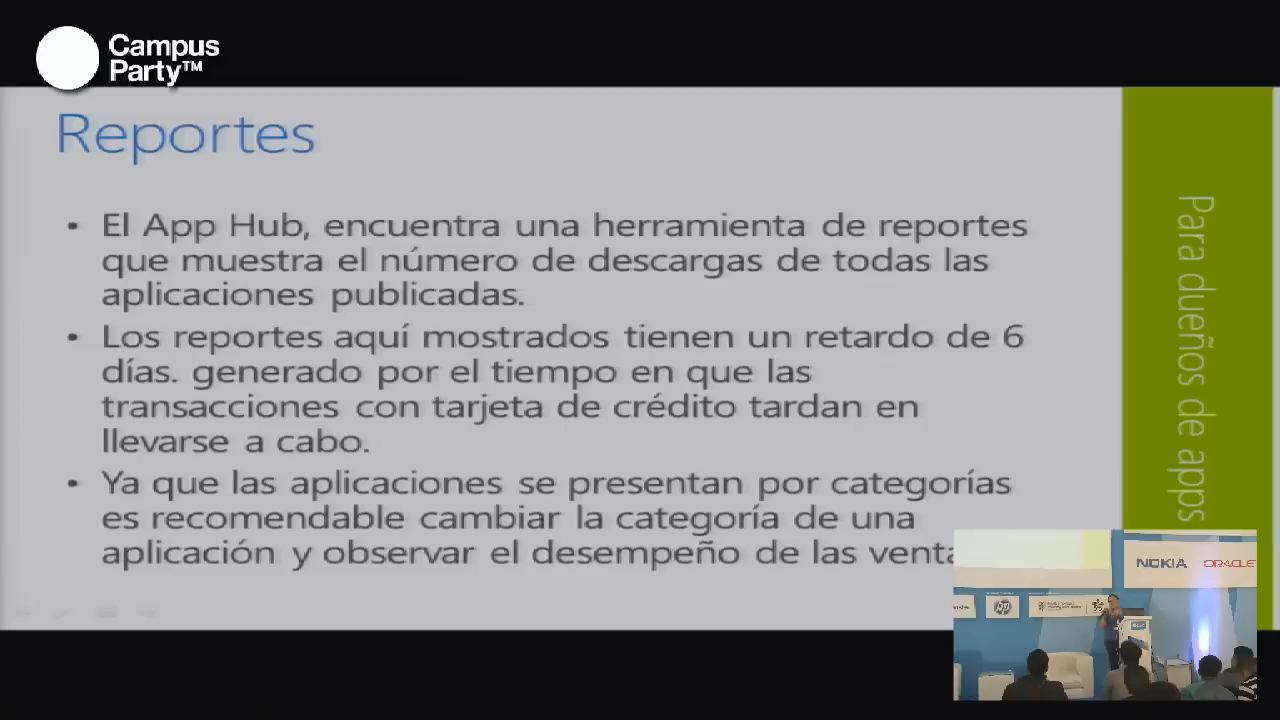 Campus
Party™
Reportes
• El App Hub, encuentra una herramienta de reportes
que muestra el número de descargas de todas las
aplicaciones publicadas.
• Los reportes aquí mostrados tienen un retardo de 6
días. generado por el tiempo en que las
transacciones con tarjeta de crédito tardan en
llevarse a cabo.
• Ya que las aplicaciones se presentan por categorías
es recomendable cambiar la categoría de una
aplicación y observar el desempeño de las venta
Para dueños de apps
NOKIA ORACLE
hp